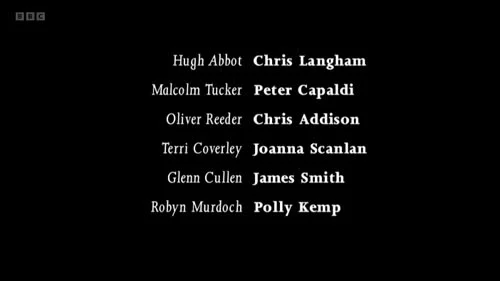 BBC
Hugh Abbot Chris Langham
Malcolm Tucker Peter Capaldi
Oliver Reeder Chris Addison
Terri Coverley Joanna Scanlan
Glenn Cullen James Smith
Robyn Murdoch Polly Kemp